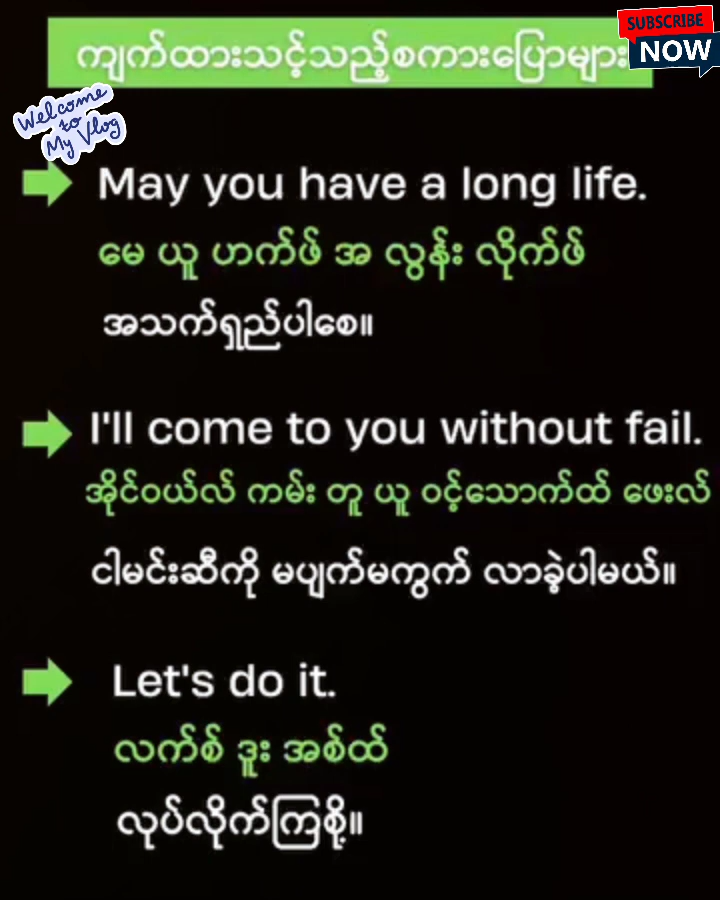 ကျက်ထားသင့်သည့်စကားပြောများ
SUBSCRIBE
NOW
Welcome
to
My Vlog
May you have a long life.
မေ ယူ ဟက်ဖ် အ လွန်း လိုက်ဖ်
အသက်ရှည်ပါစေ။
I'll come to you without fail.
အိုင်ဝယ်လ် ကမ်း တူ ယူ ဝင့်သောက်ထ် ဖေးလ်
ငါမင်းဆီကို မပျက်မကွက် လာခဲ့ပါမယ်။
Let's do it.
လက်စ် ဒူး အစ်ထ်
လုပ်လိုက်ကြစို့။